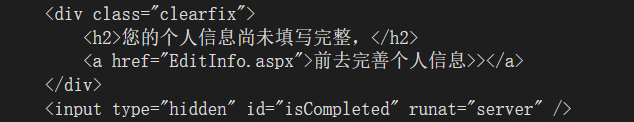 <div class="clearfix">
<h2>您的个人信息尚未填写完整，</h2>
<a href="EditInfo.aspx">前去完善个人信息>></a>
</div>
<input type="hidden" id="isCompleted" runat="server" />